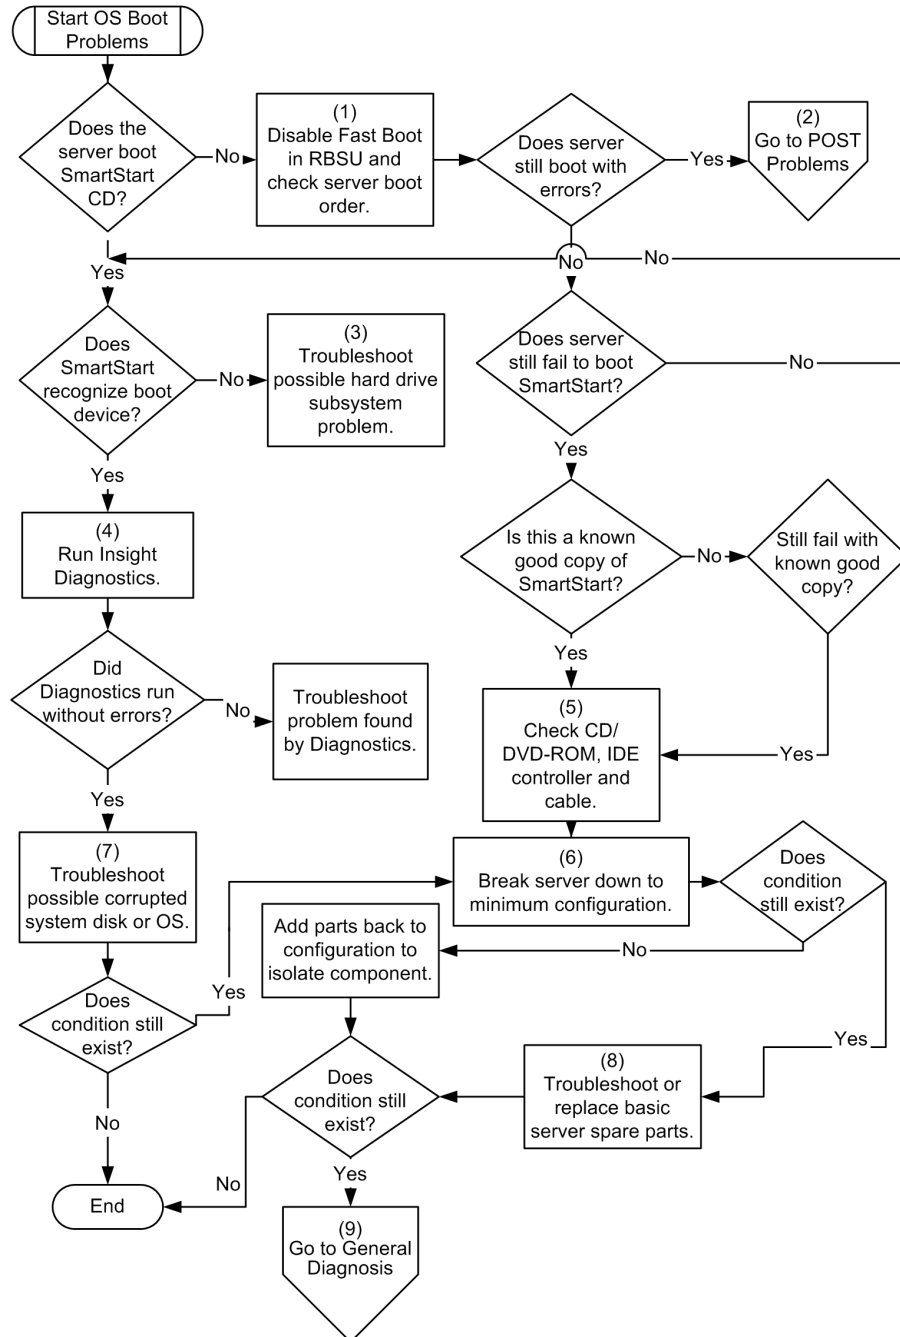 Start OS Boot
Problems
Does the
server boot
SmartStart
CD?
No
(1)
Disable Fast Boot
in RBSU and
check server boot
order.
Does server
still boot with
errors?
Yes
(2)
Go to POST
Problems
No
No
Yes
Does
SmartStart
recognize boot
device?
No
(3)
Troubleshoot
possible hard drive
subsystem
problem.
Does server
still fail to boot
SmartStart?
No
Yes
Yes
(4)
Run Insight
Diagnostics.
Is this a known
good copy of
SmartStart?
No
Still fail with
known good
copy?
Yes
Did
Diagnostics run
without errors?
No
Troubleshoot
problem found
by Diagnostics.
(5)
Check CD/
DVD-ROM, IDE
controller and
cable.
Yes
Yes
(7)
Troubleshoot
possible corrupted
system disk or OS.
(6)
Break server down to
minimum configuration.
Does
condition
still exist?
Add parts back to
configuration to
isolate component.
No
Yes
Does
condition still
exist?
Yes
Does
condition still
exist?
(8)
Troubleshoot or
replace basic
server spare parts.
No
Yes
No
End
(9)
Go to General
Diagnosis